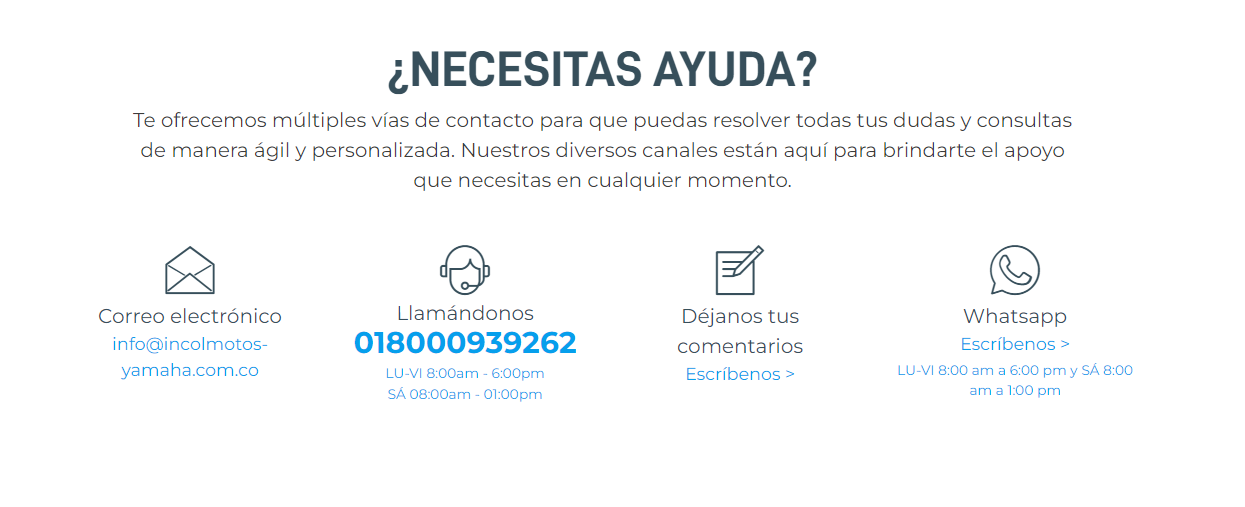 ¿NECESITAS AYUDA?
Te ofrecemos múltiples vías de contacto para que puedas resolver todas tus dudas y consultas
de manera ágil y personalizada. Nuestros diversos canales están aquí para brindarte el apoyo
que necesitas en cualquier momento.
Correo electrónico
info@incolmotos-
yamaha.com.co
Llamándonos
018000939262
LU-VI 8:00am - 6:00pm
SÁ 08:00am - 01:00pm
Déjanos tus
comentarios
Escríbenos >
Whatsapp
Escríbenos >
LU-VI 8:00 am a 6:00 pm y SÁ 8:00
am a 1:00 pm